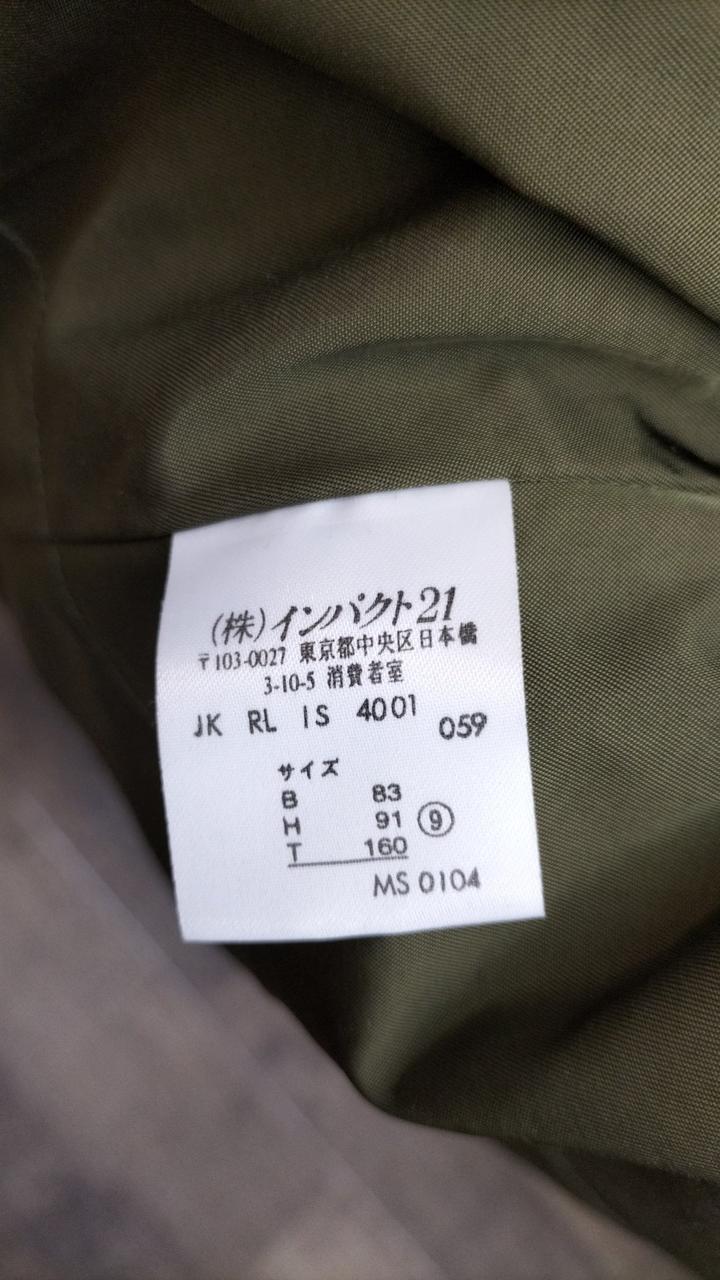 (株)インパクト21
〒103-0027 東京都中央区日本橋
3-10-5 消費者室
JK RL IS 4001 059
サイズ
B 83
H 91 ⑨
T 160
MS 0104